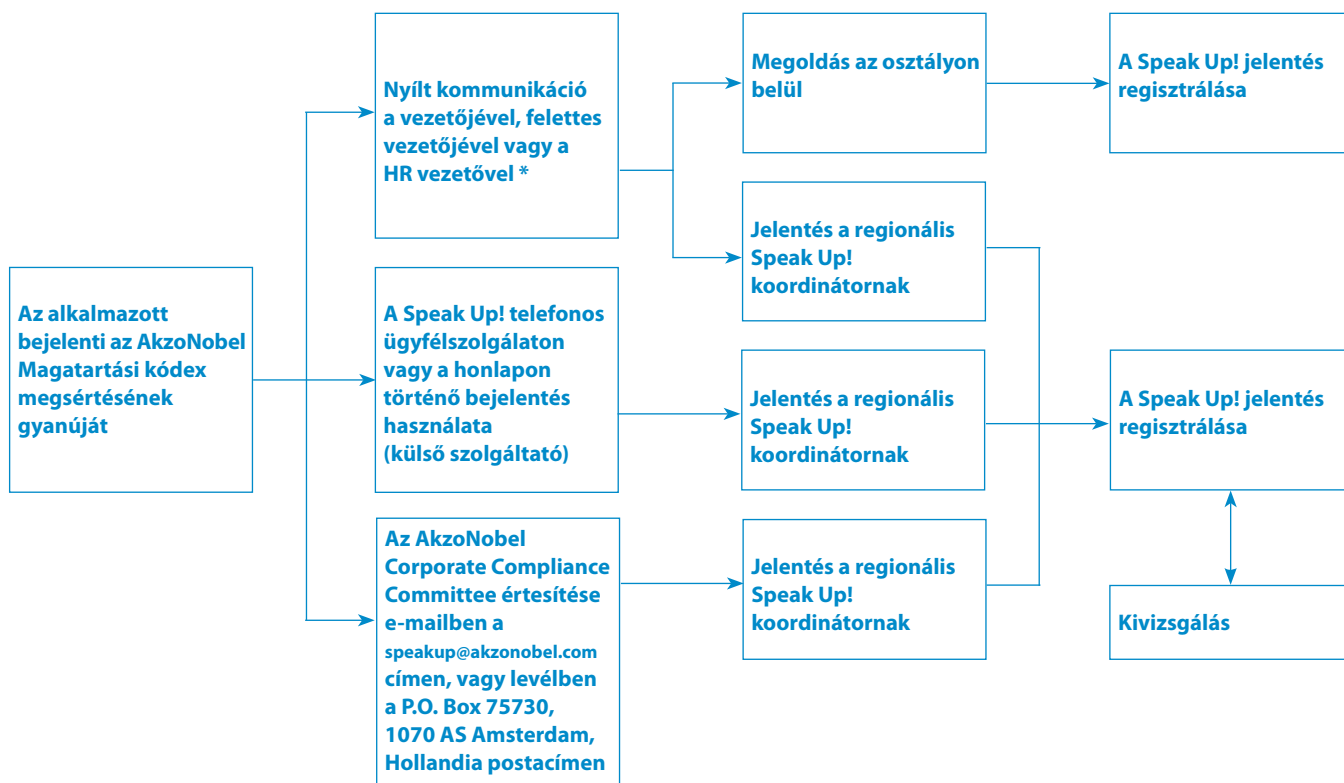 Az alkalmazott
bejelenti az AkzoNobel
Magatartási kódex
megsértésének
gyanúját
Nyílt kommunikáció
a vezetőjével, felettes
vezetőjével vagy a
HR vezetővel *
A Speak Up! telefonos
ügyfélszolgálaton
vagy a honlapon
történő bejelentés
használata
(külső szolgáltató)
Az AkzoNobel
Corporate Compliance
Committee értesítése
e-mailben a
speakup@akzonobel.com
címen, vagy levélben
a P.O. Box 75730,
1070 AS Amsterdam,
Hollandia postacímen
Megoldás az osztályon
belül
Jelentés a regionális
Speak Up!
koordinátornak
Jelentés a regionális
Speak Up!
koordinátornak
Jelentés a regionális
Speak Up!
koordinátornak
A Speak Up! jelentés
regisztrálása
A Speak Up! jelentés
regisztrálása
Kivizsgálás